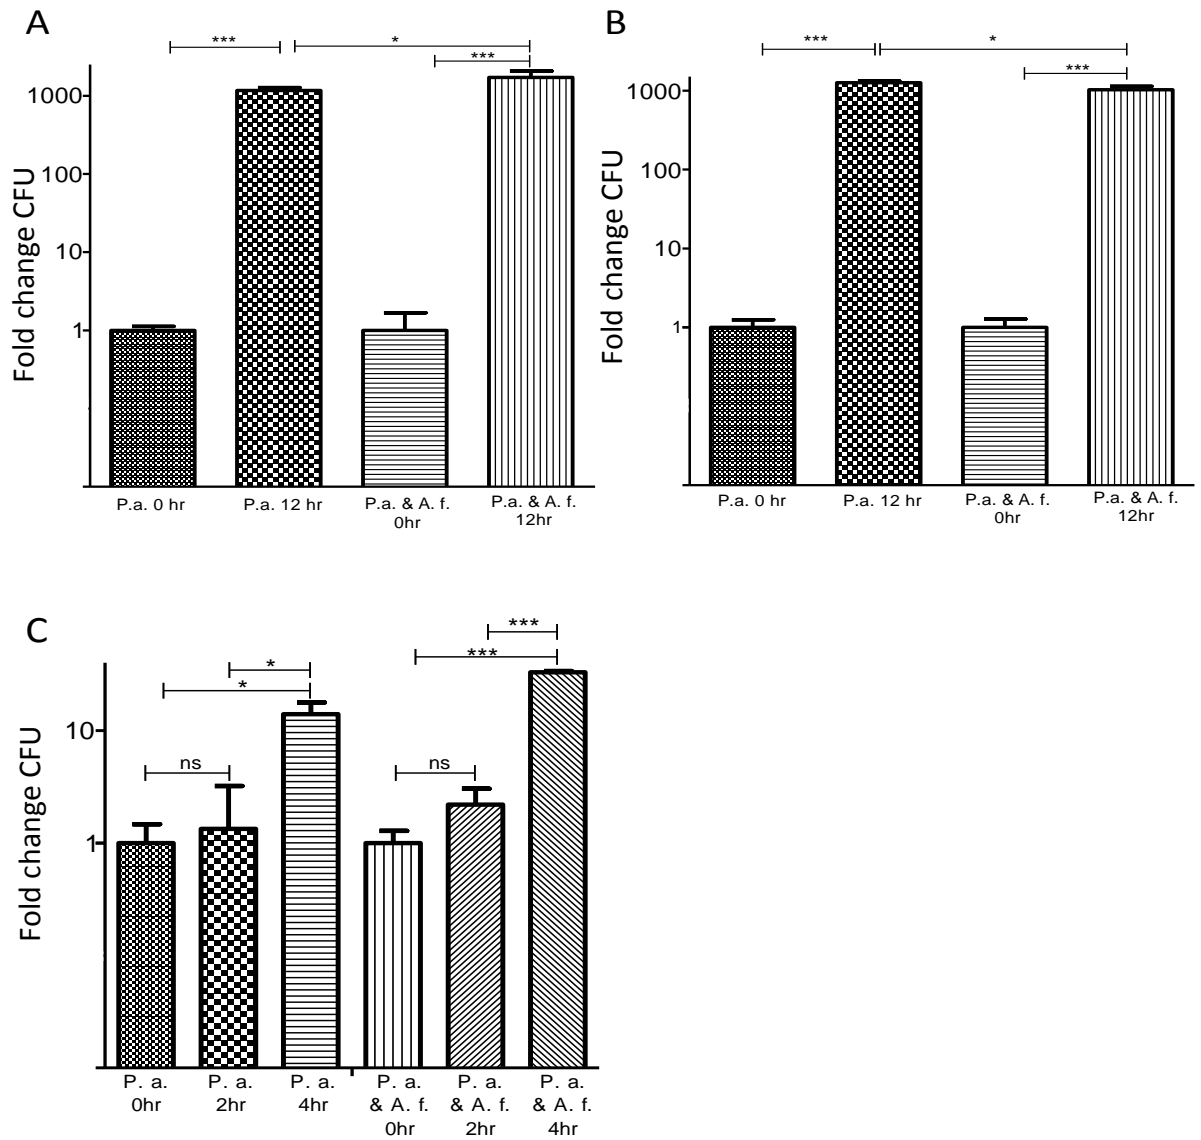 A
***
*
***
1000
100
10
1
Fold change CFU
P.a. 0 hr
P.a. 12 hr
P.a. & A. f.
0hr
P.a. & A. f.
12hr
B
***
*
***
1000
100
10
1
Fold change CFU
P.a. 0 hr
P.a. 12 hr
P.a. & A. f.
0hr
P.a. & A. f.
12hr
C
***
***
*
*
ns
ns
10
1
Fold change CFU
P. a.
0hr
P. a.
2hr
P. a.
4hr
P. a.
& A. f.
0hr
P. a.
& A. f.
2hr
P. a.
& A. f.
4hr